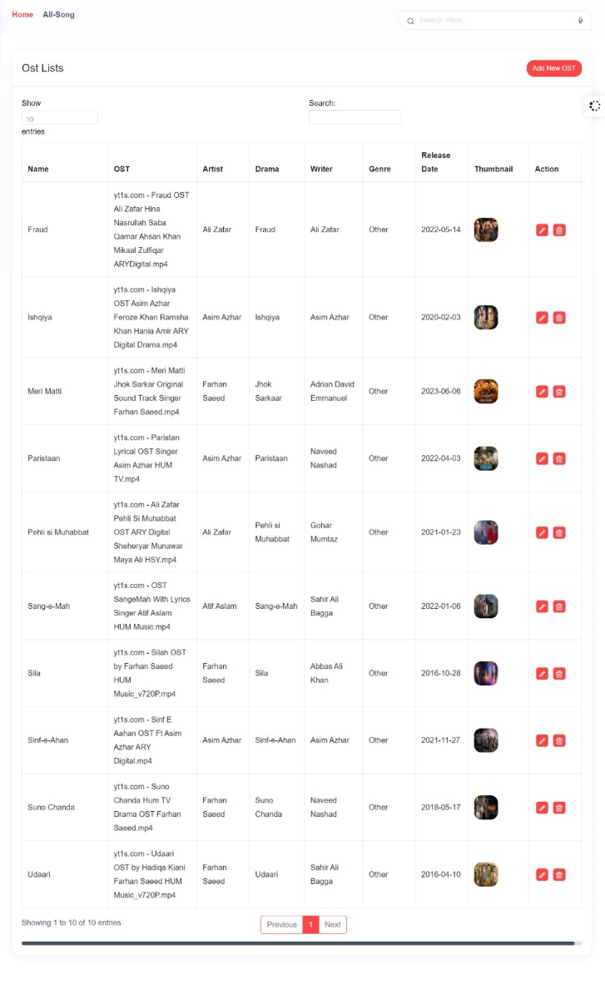 Home All-Song
Search Here...
Ost Lists
Add New OST
Show
10
entries
Search:
Name OST Artist Drama Writer Genre Release Date Thumbnail Action
Fraud
yt1s.com - Fraud OST
Ali Zafar Hina
Nasrullah Saba
Qamar Ahsan Khan
Mikaal Zulfiqar
ARYDigital.mp4
Ali Zafar
Fraud
Ali Zafar
Other
2022-05-14
Ishqiya
yt1s.com - Ishqiya
OST Asim Azhar
Feroze Khan Ramsha
Khan Hania Amir ARY
Digital Drama.mp4
Asim Azhar
Ishqiya
Asim Azhar
Other
2020-02-03
Meri Matti
yt1s.com - Meri Matti
Jhok Sarkar Original
Sound Track Singer
Farhan Saeed.mp4
Farhan
Saeed
Jhok
Sarkaar
Adrian David
Emmanuel
Other
2023-06-06
Paristaan
yt1s.com - Paristan
Lyrical OST Singer
Asim Azhar HUM
TV.mp4
Asim Azhar
Paristaan
Naveed
Nashad
Other
2022-04-03
Pehli si Muhabbat
yt1s.com - Ali Zafar
Pehli Si Muhabbat
OST ARY Digital
Sheheryar Munawar
Maya Ali HSY.mp4
Ali Zafar
Pehli si
Muhabbat
Gohar
Mumtaz
Other
2021-01-23
Sang-e-Mah
yt1s.com - OST
SangeMah With Lyrics
Singer Atif Aslam
HUM Music.mp4
Atif Aslam
Sang-e-Mah
Sahir Ali
Bagga
Other
2022-01-06
Sila
yt1s.com - Silah OST
by Farhan Saeed
HUM
Music_v720P.mp4
Farhan
Saeed
Sila
Abbas Ali
Khan
Other
2016-10-28
Sinf-e-Ahan
yt1s.com - Sinf E
Aahan OST Ft Asim
Azhar ARY
Digital.mp4
Asim Azhar
Sinf-e-Ahan
Asim Azhar
Other
2021-11-27
Suno Chanda
yt1s.com - Suno
Chanda Hum TV
Drama OST Farhan
Saeed.mp4
Farhan
Saeed
Suno
Chanda
Naveed
Nashad
Other
2018-05-17
Udaari
yt1s.com - Udaari
OST by Hadiqa Kiani
Farhan Saeed HUM
Music_v720P.mp4
Farhan
Saeed
Udaari
Sahir Ali
Bagga
Other
2016-04-10
Showing 1 to 10 of 10 entries
Previous 1 Next